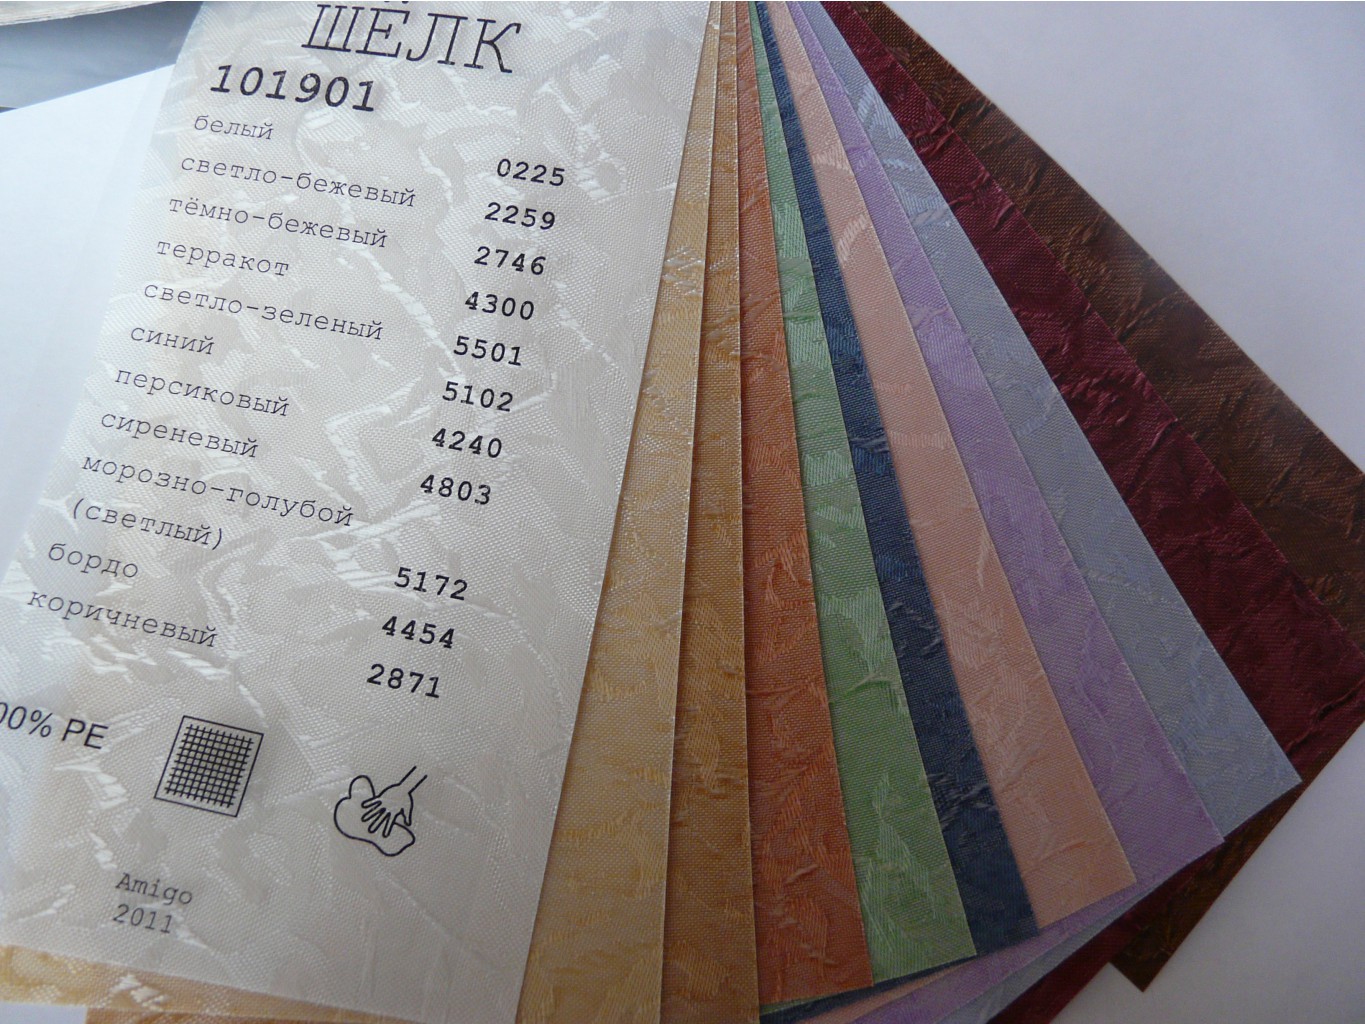 ШЁЛК
101901
белый 0225
светло-бежевый 2259
тёмно-бежевый 2746
терракот 4300
светло-зеленый 5501
синий 5102
персиковый 4240
сиреневый 4803
морозно-голубой
(светлый) 5172
бордо 4454
коричневый 2871
00% PE
Amigo
2011